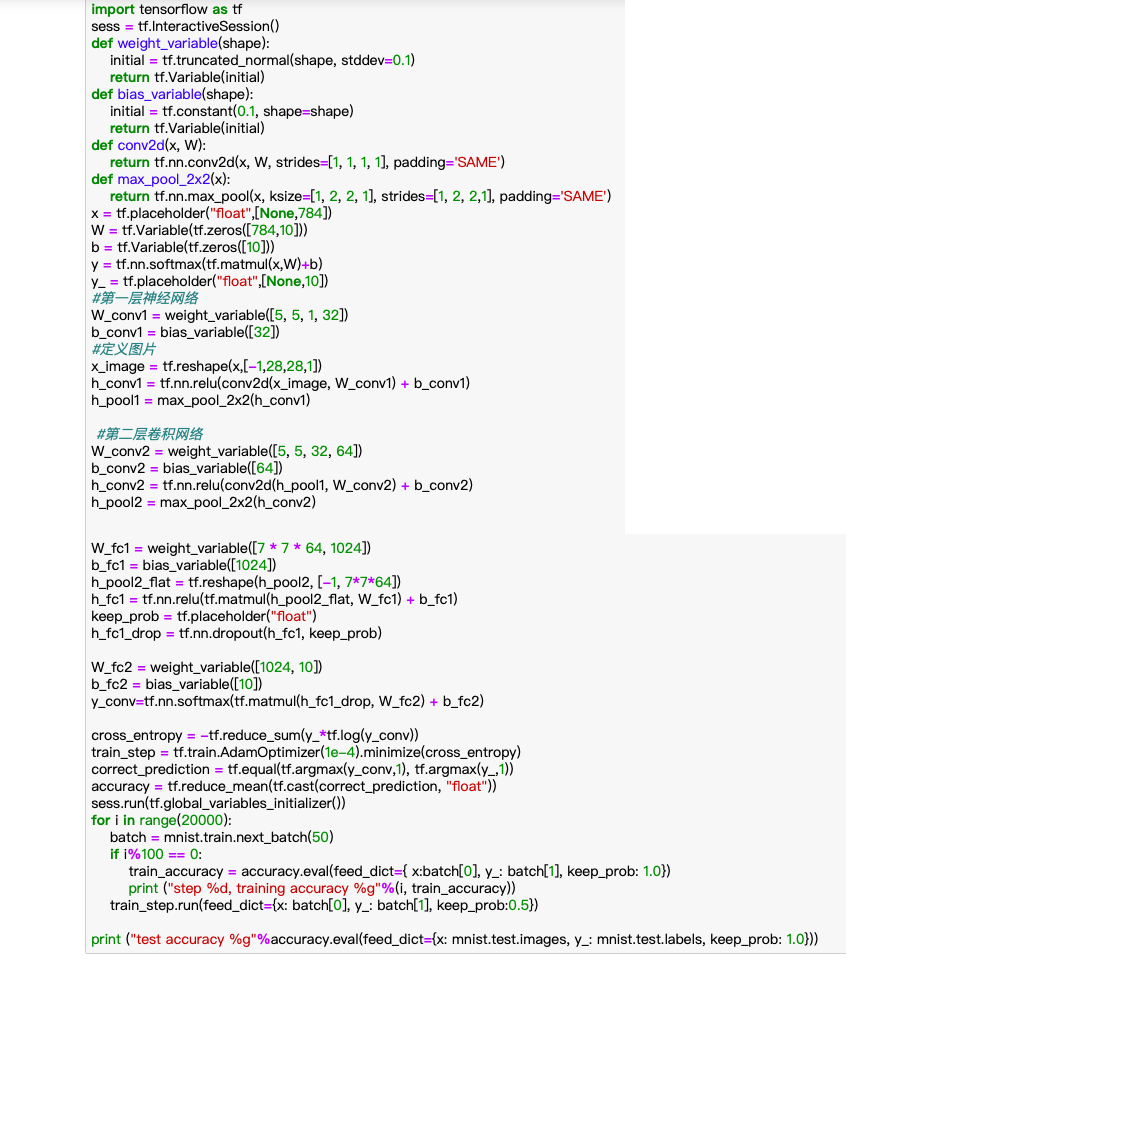 import tensorflow as tf
sess = tf.InteractiveSession()
def weight_variable(shape):
    initial = tf.truncated_normal(shape, stddev=0.1)
    return tf.Variable(initial)
def bias_variable(shape):
    initial = tf.constant(0.1, shape=shape)
    return tf.Variable(initial)
def conv2d(x, W):
    return tf.nn.conv2d(x, W, strides=[1, 1, 1, 1], padding='SAME')
def max_pool_2x2(x):
    return tf.nn.max_pool(x, ksize=[1, 2, 2, 1], strides=[1, 2, 2,1], padding='SAME')
x = tf.placeholder("float",[None,784])
W = tf.Variable(tf.zeros([784,10]))
b = tf.Variable(tf.zeros([10]))
y = tf.nn.softmax(tf.matmul(x,W)+b)
y_ = tf.placeholder("float",[None,10])
#第一层神经网络
W_conv1 = weight_variable([5, 5, 1, 32])
b_conv1 = bias_variable([32])
#定义图片
x_image = tf.reshape(x,[-1,28,28,1])
h_conv1 = tf.nn.relu(conv2d(x_image, W_conv1) + b_conv1)
h_pool1 = max_pool_2x2(h_conv1)
#第二层卷积网络
W_conv2 = weight_variable([5, 5, 32, 64])
b_conv2 = bias_variable([64])
h_conv2 = tf.nn.relu(conv2d(h_pool1, W_conv2) + b_conv2)
h_pool2 = max_pool_2x2(h_conv2)
W_fc1 = weight_variable([7 * 7 * 64, 1024])
b_fc1 = bias_variable([1024])
h_pool2_flat = tf.reshape(h_pool2, [-1, 7*7*64])
h_fc1 = tf.nn.relu(tf.matmul(h_pool2_flat, W_fc1) + b_fc1)
keep_prob = tf.placeholder("float")
h_fc1_drop = tf.nn.dropout(h_fc1, keep_prob)
W_fc2 = weight_variable([1024, 10])
b_fc2 = bias_variable([10])
y_conv=tf.nn.softmax(tf.matmul(h_fc1_drop, W_fc2) + b_fc2)
cross_entropy = -tf.reduce_sum(y_*tf.log(y_conv))
train_step = tf.train.AdamOptimizer(1e-4).minimize(cross_entropy)
correct_prediction = tf.equal(tf.argmax(y_conv,1), tf.argmax(y_,1))
accuracy = tf.reduce_mean(tf.cast(correct_prediction, "float"))
sess.run(tf.global_variables_initializer())
for i in range(20000):
    batch = mnist.train.next_batch(50)
    if i%100 == 0:
        train_accuracy = accuracy.eval(feed_dict={ x:batch[0], y_: batch[1], keep_prob: 1.0})
        print ("step %d, training accuracy %g"%(i, train_accuracy))
    train_step.run(feed_dict={x: batch[0], y_: batch[1], keep_prob:0.5})
print ("test accuracy %g"%accuracy.eval(feed_dict={x: mnist.test.images, y_: mnist.test.labels, keep_prob: 1.0}))